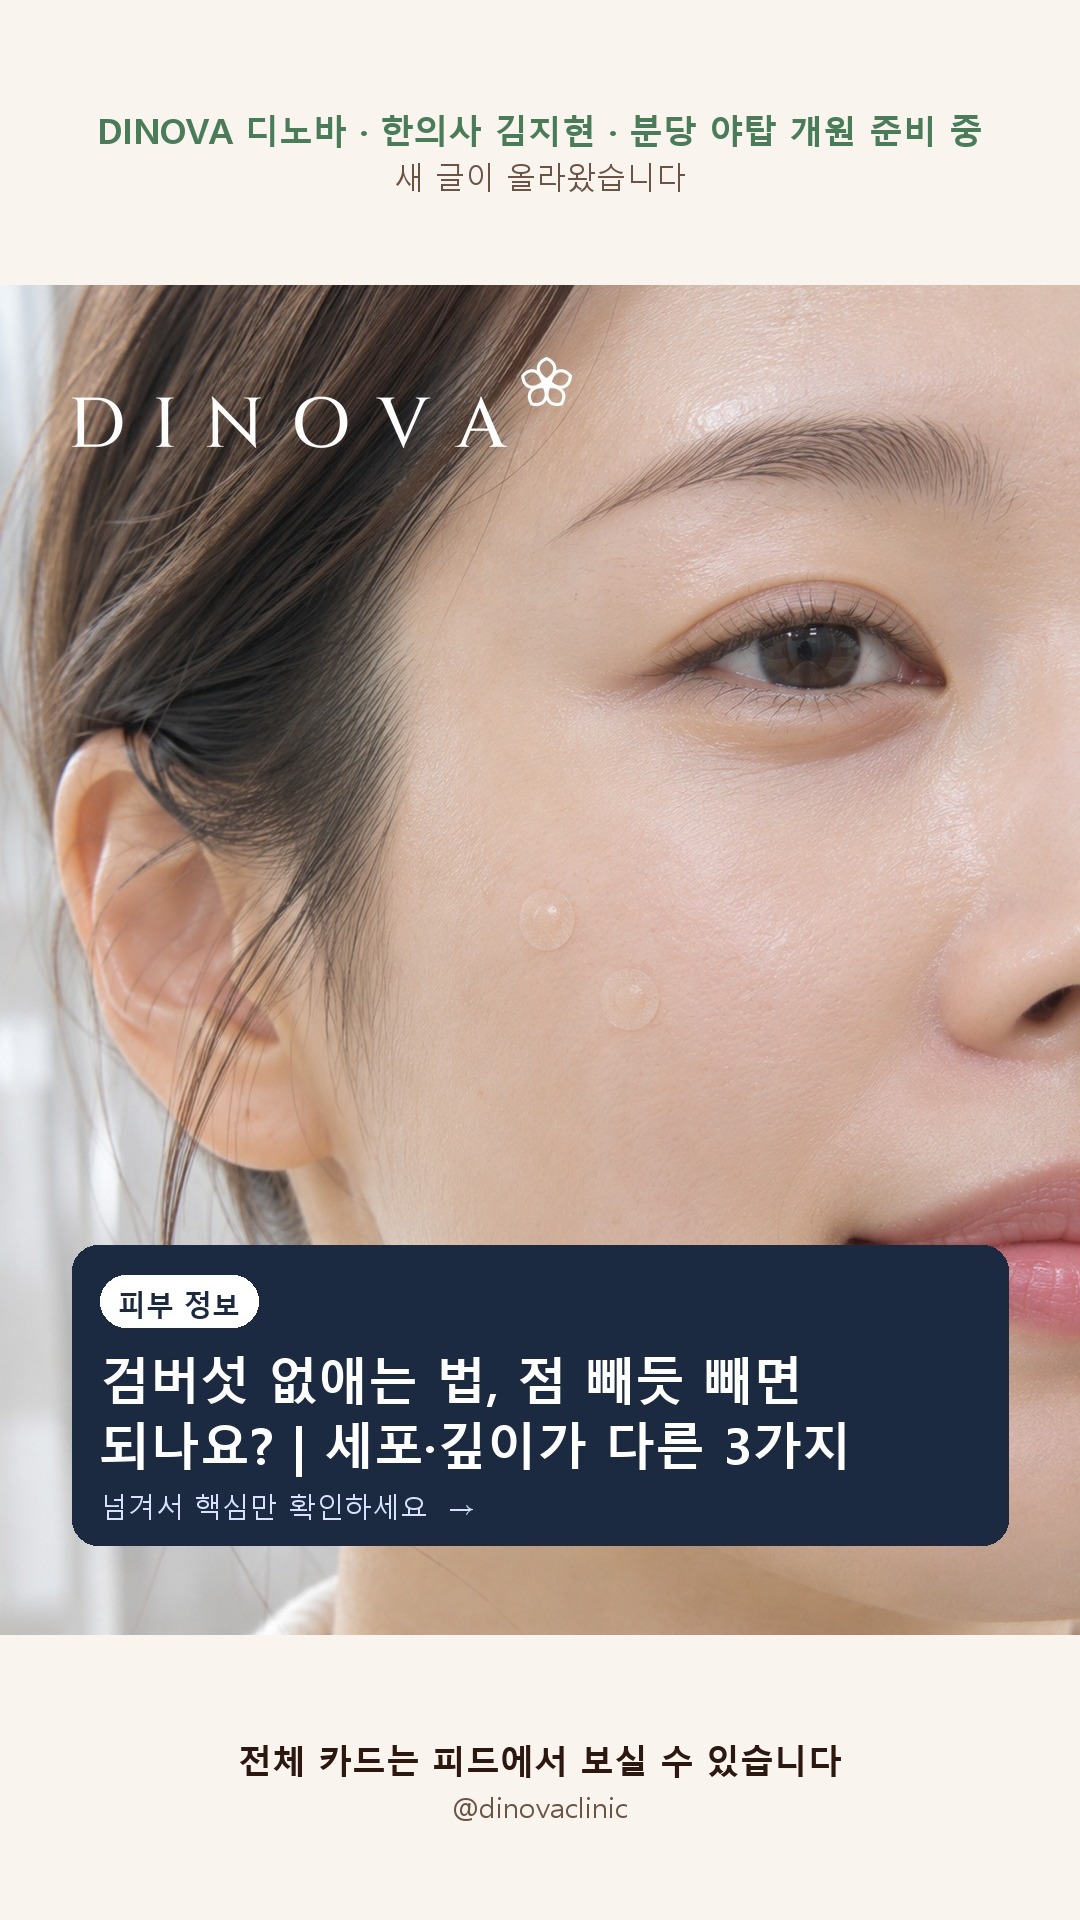 DINOVA 디노바 · 한의사 김지현 · 분당 야탑 개원 준비 중
새 글이 올라왔습니다
DINOVA
피부 정보
검버섯 없애는 법, 점 빼듯 빼면
되나요? | 세포·깊이가 다른 3가지
넘겨서 핵심만 확인하세요 →
전체 카드는 피드에서 보실 수 있습니다
@dinovaclinic